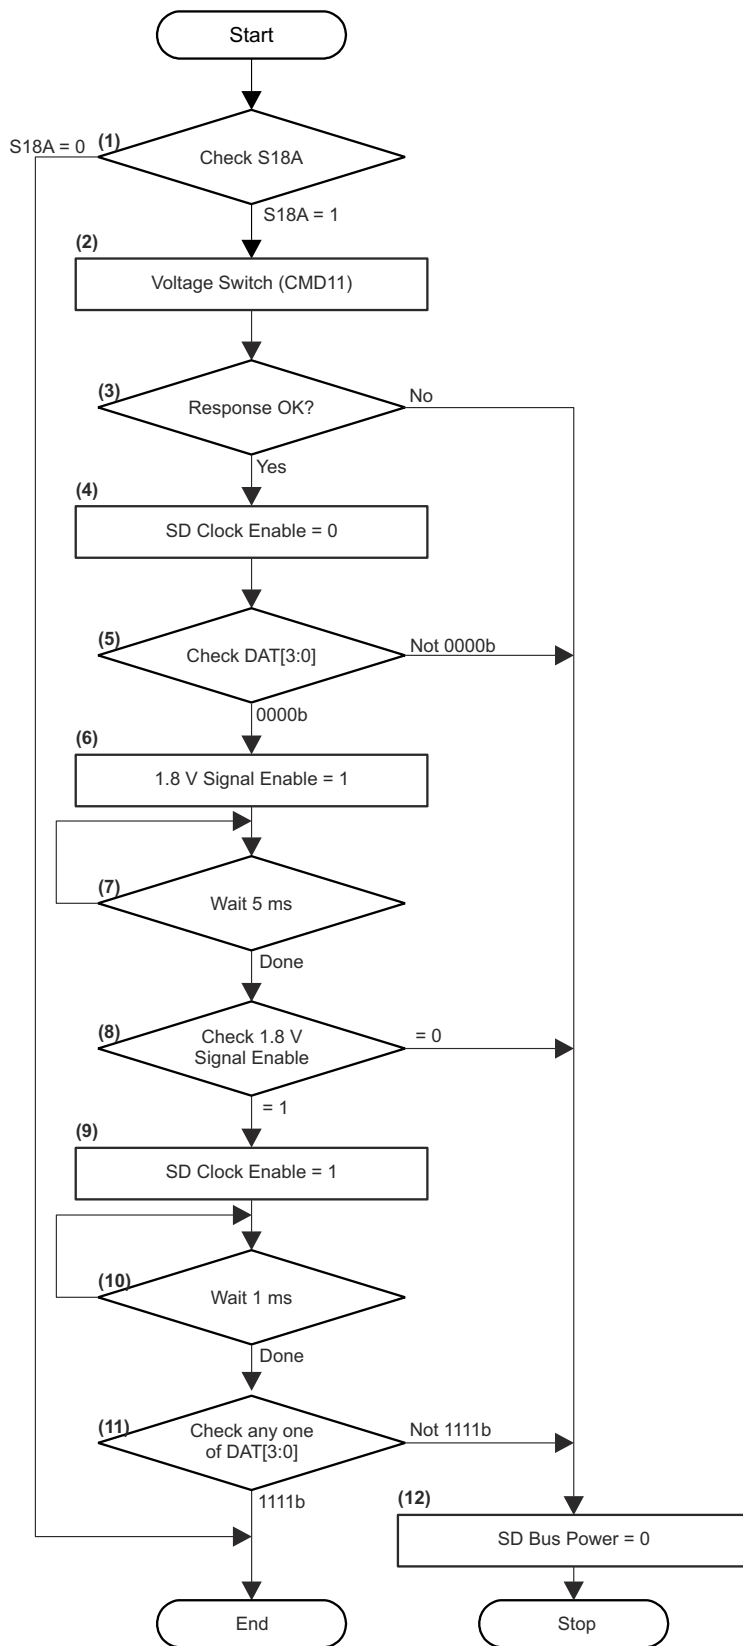 Start
S18A = 0
(1)
Check S18A
S18A = 1
(2)
Voltage Switch (CMD11)
(3)
Response OK?
No
Yes
(4)
SD Clock Enable = 0
(5)
Check DAT[3:0]
Not 0000b
0000b
(6)
1.8 V Signal Enable = 1
(7)
Wait 5 ms
Done
(8)
Check 1.8 V
Signal Enable
= 0
= 1
(9)
SD Clock Enable = 1
(10)
Wait 1 ms
Done
(11)
Check any one
of DAT[3:0]
Not 1111b
1111b
(12)
SD Bus Power = 0
End
Stop